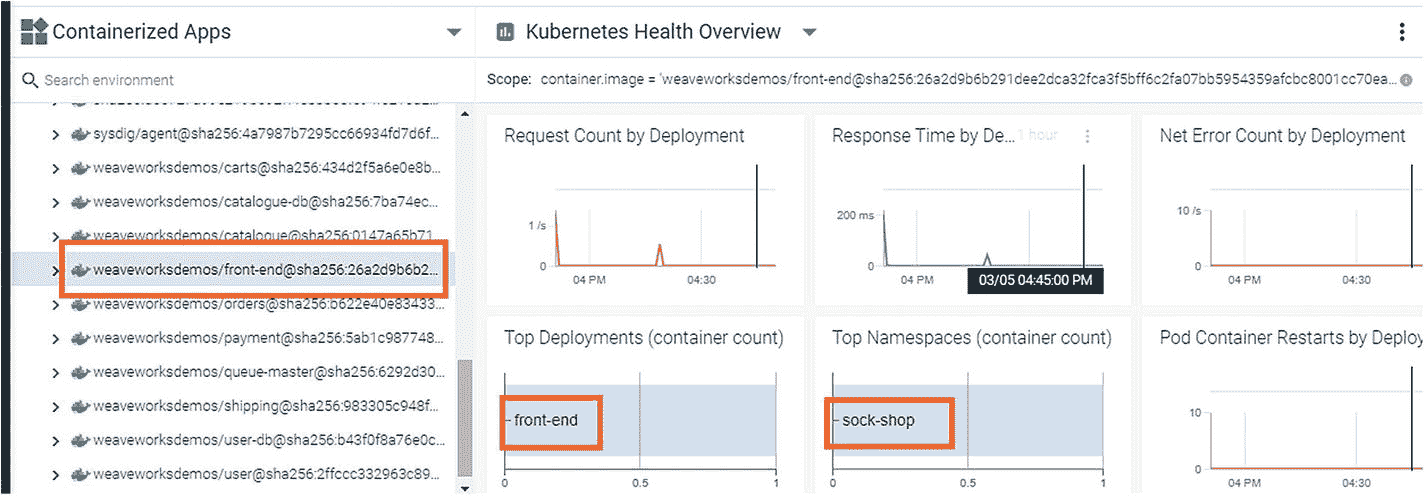 Containerized Apps
Kubernetes Health Overview
Search environment
Scope: container.image = 'weaveworksdemos/front-end@sha256:26a2d9b6b291dee2dca32fca3f5bff6c2fa07bb5954359afcbc8001cc70ea...
sysdig/agent@sha256:4a7987b7295cc66934fd7d6f...
weaveworksdemos/carts@sha256:434d2f5a6e0e8b...
weaveworksdemos/catalogue-db@sha256:7ba74ec...
weaveworksdemos/catalogue@sha256:0147a65b71
weaveworksdemos/front-end@sha256:26a2d9b6b2...
weaveworksdemos/orders@sha256:b622e40e83433...
weaveworksdemos/payment@sha256:5ab1c987748...
weaveworksdemos/queue-master@sha256:6292d30...
weaveworksdemos/shipping@sha256:983305c948f...
weaveworksdemos/user-db@sha256:b43f0f8a76e0c...
weaveworksdemos/user@sha256:2ffccc332963c89...
Request Count by Deployment
1 /s
0
04 PM 04:30
Response Time by De... 1 hour
200 ms
0
04 PM
03/05 04:45:00 PM
Net Error Count by Deployment
10 /s
0
04 PM 04:30
Top Deployments (container count)
front-end
0 0.5 1
Top Namespaces (container count)
sock-shop
0 0.5 1
Pod Container Restarts by Deploy
10
0
04 PM 04:30